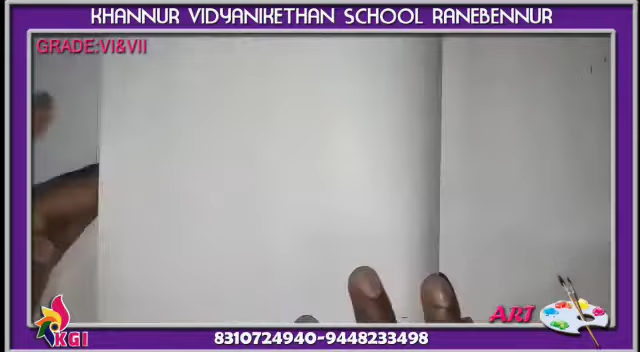 KHANNUR VIDYANIKETHAN SCHOOL RANEBENNUR
GRADE:VI&VII
KGI
ART
8310724940-9448233498